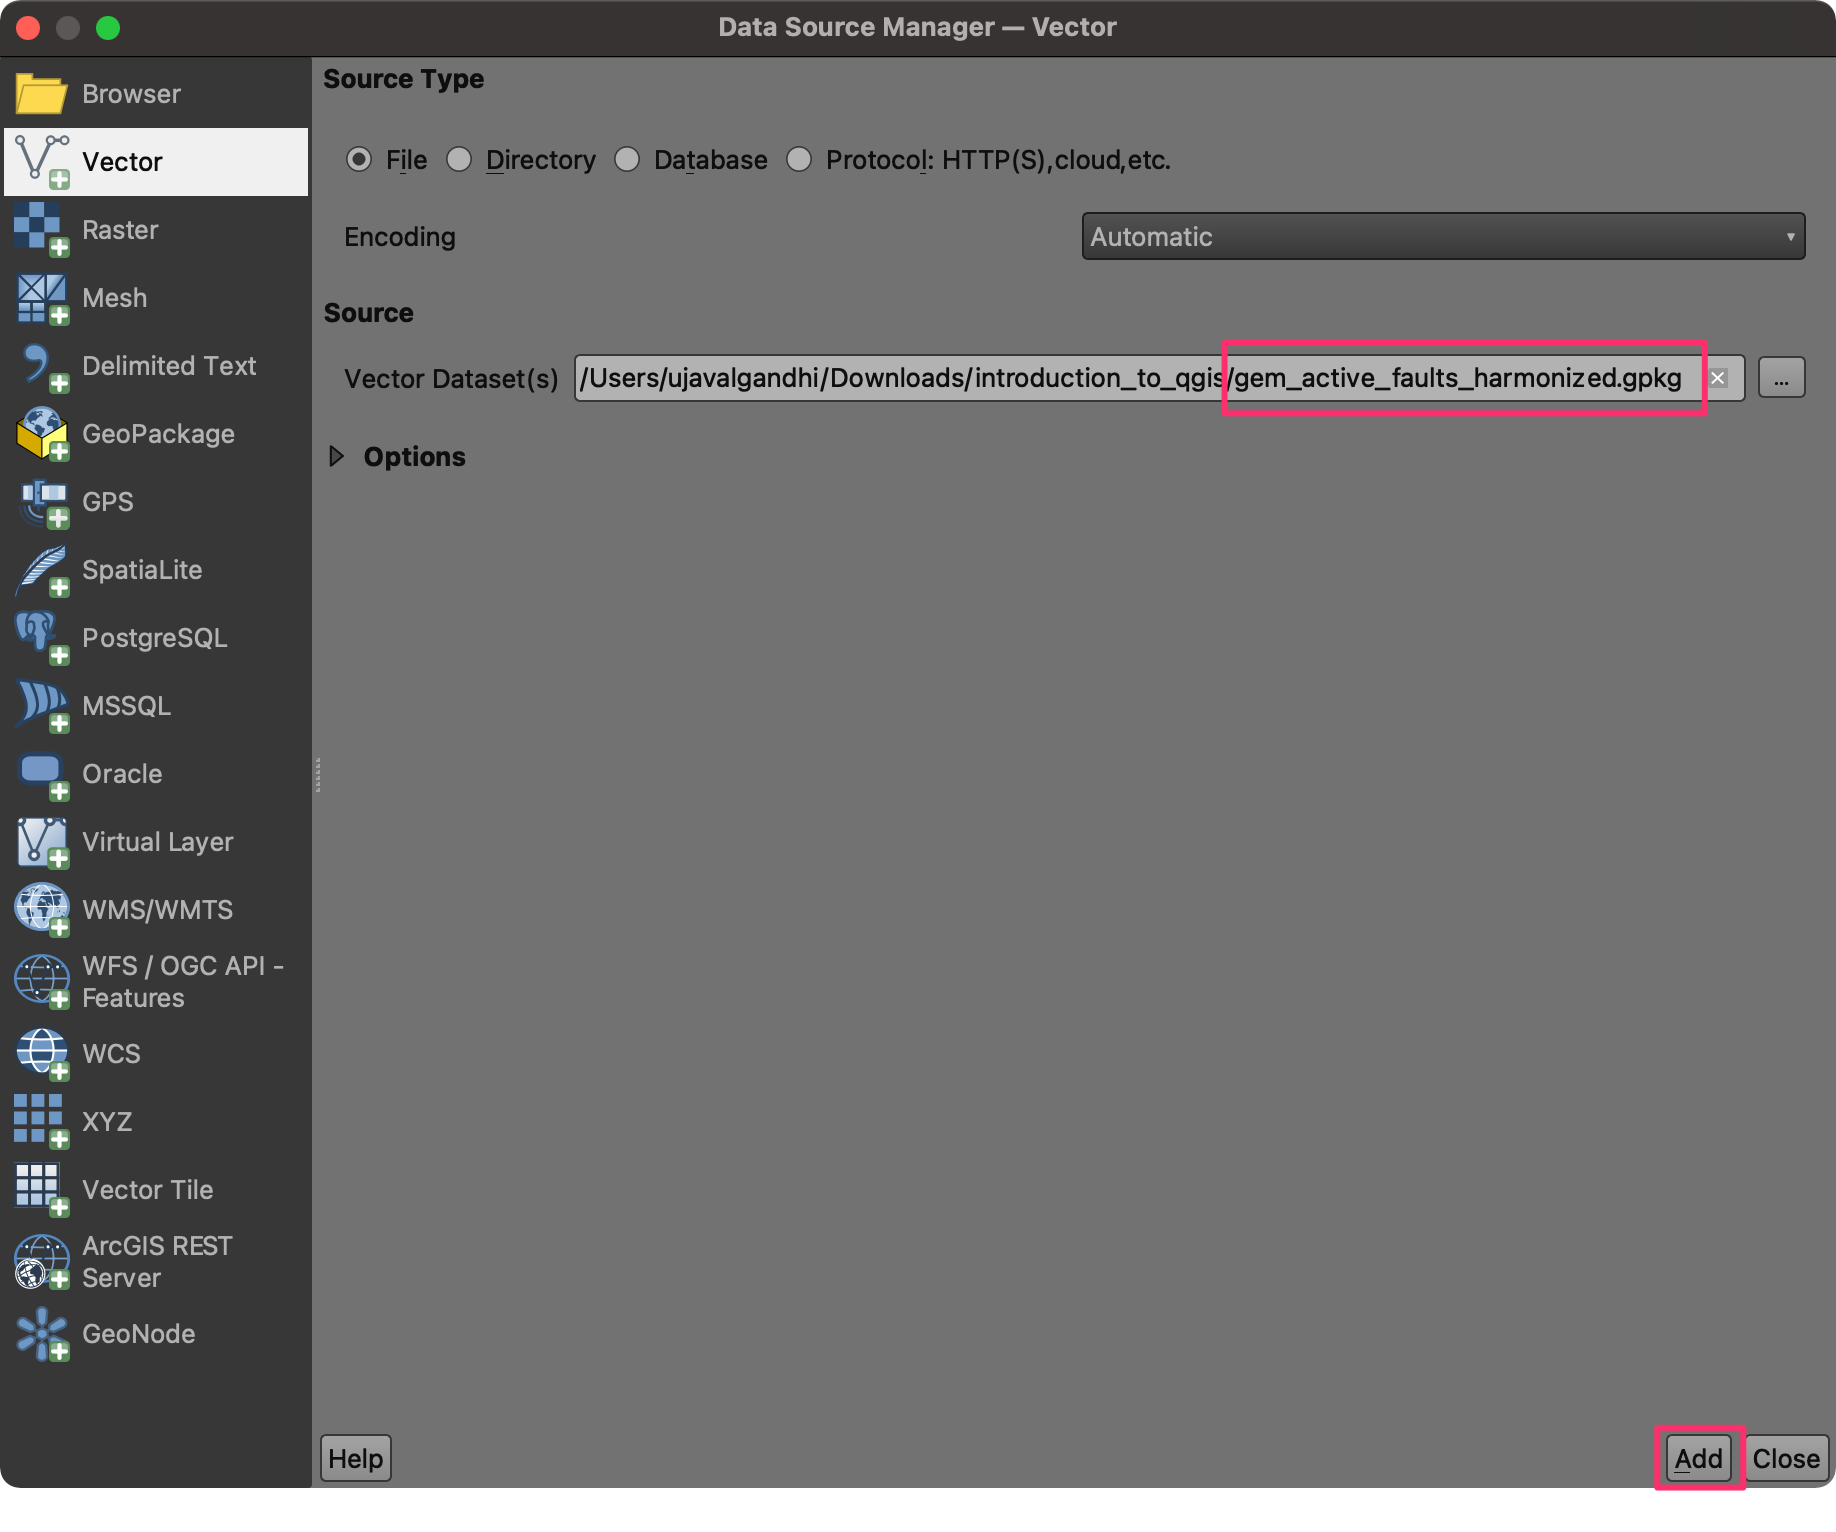 Data Source Manager — Vector
Browser
Vector
Raster
Mesh
Delimited Text
GeoPackage
GPS
SpatiaLite
PostgreSQL
MSSQL
Oracle
Virtual Layer
WMS/WMTS
WFS / OGC API -
Features
WCS
XYZ
Vector Tile
ArcGIS REST
Server
GeoNode
Source Type
File Directory Database Protocol: HTTP(S),cloud,etc.
Encoding Automatic
Source
Vector Dataset(s) /Users/ujavalgandhi/Downloads/introduction_to_qgis/gem_active_faults_harmonized.gpkg ...
Options
Help Add Close